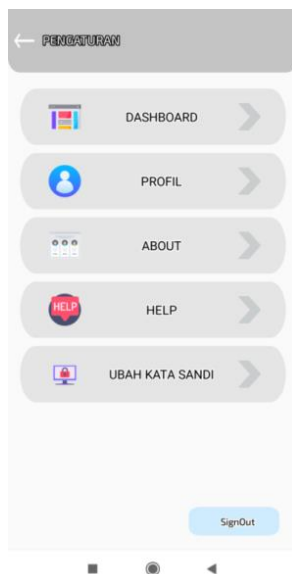 PENGATURAN
DASHBOARD
PROFIL
ABOUT
HELP
HELP
UBAH KATA SANDI
SignOut